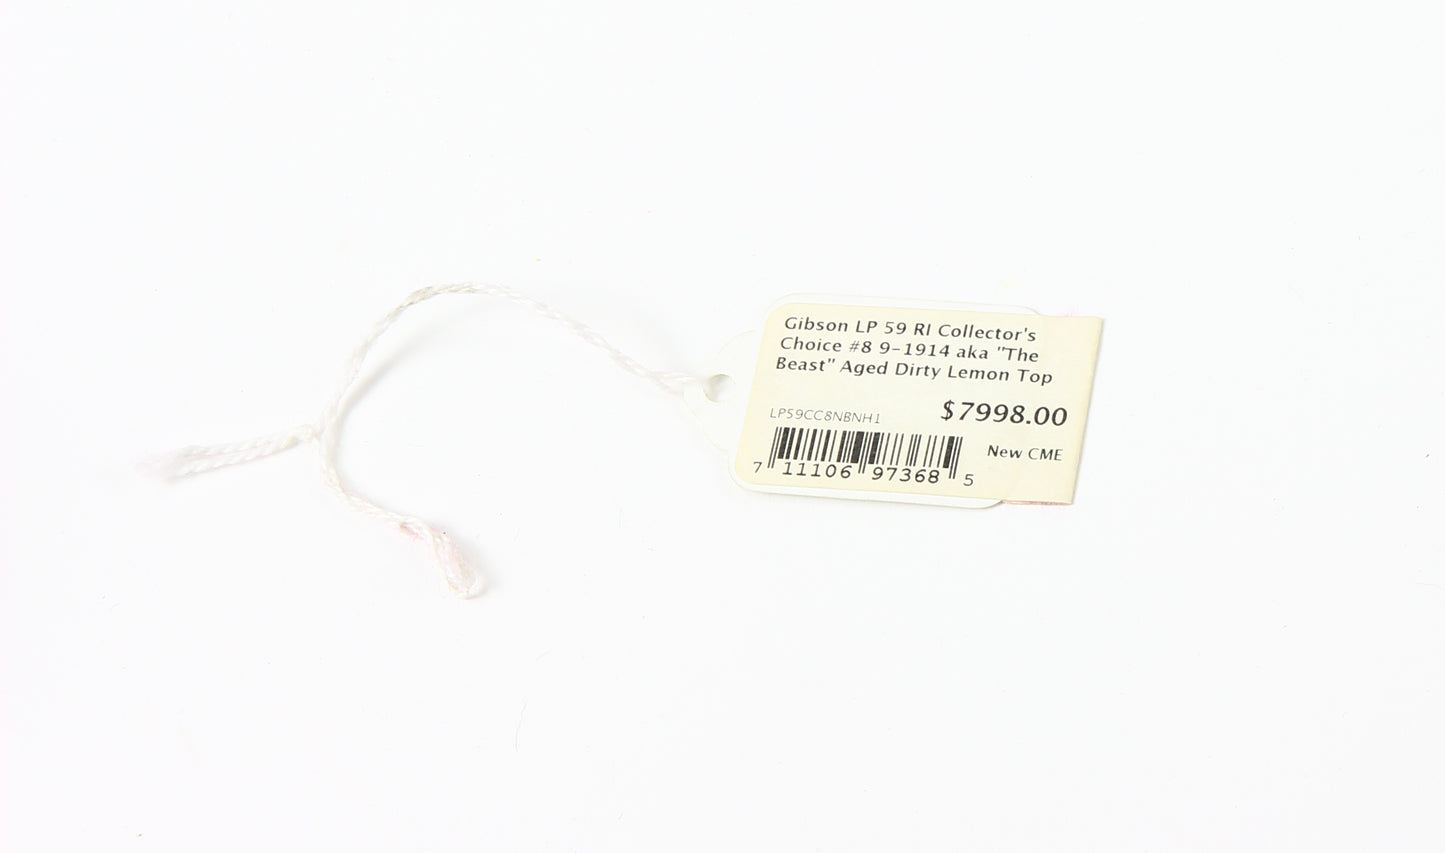 Gibson LP 59 RI Collector's
Choice #8 9-1914 aka "The
Beast" Aged Dirty Lemon Top
$7998.00
LP59CC8NBNH1
New CME
7 11106 97368 5